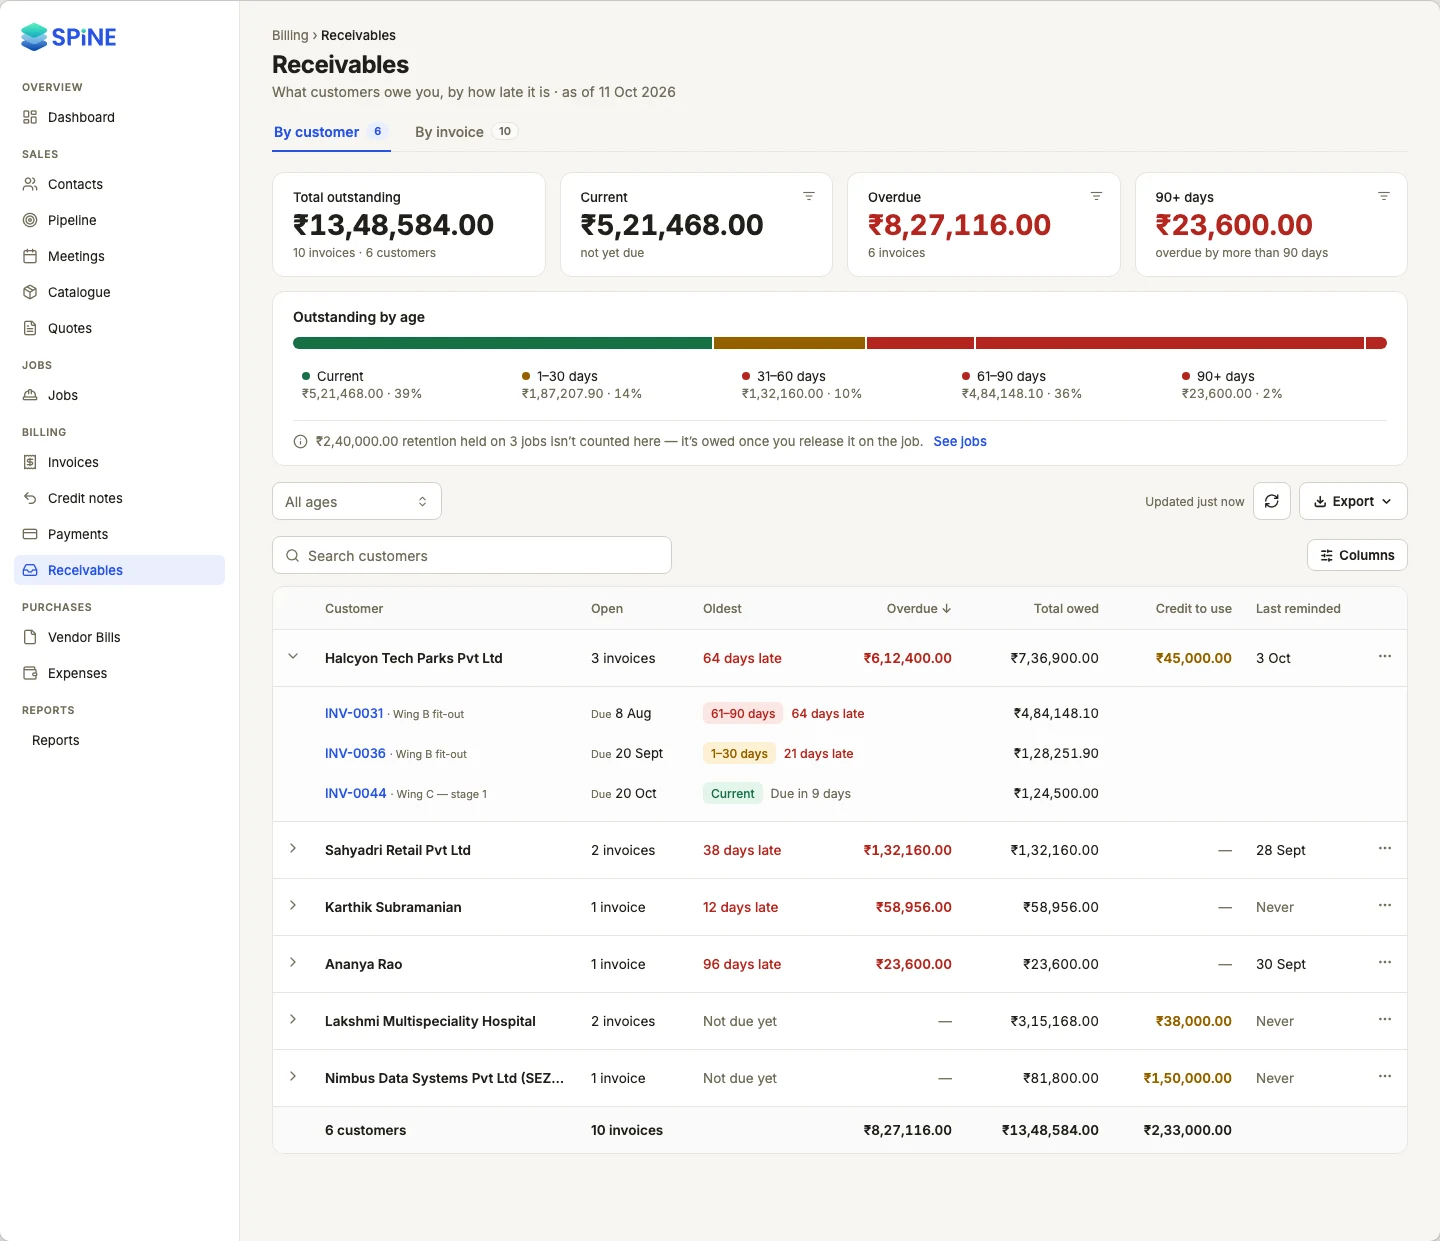 SPiNE
OVERVIEW
Dashboard
SALES
Contacts
Pipeline
Meetings
Catalogue
Quotes
JOBS
Jobs
BILLING
Invoices
Credit notes
Payments
Receivables
PURCHASES
Vendor Bills
Expenses
REPORTS
Reports
Billing › Receivables
Receivables
What customers owe you, by how late it is · as of 11 Oct 2026
By customer 6 By invoice 10
Total outstanding
₹13,48,584.00
10 invoices · 6 customers
Current
₹5,21,468.00
not yet due
Overdue
₹8,27,116.00
6 invoices
90+ days
₹23,600.00
overdue by more than 90 days
Outstanding by age
Current
₹5,21,468.00 · 39%
1–30 days
₹1,87,207.90 · 14%
31–60 days
₹1,32,160.00 · 10%
61–90 days
₹4,84,148.10 · 36%
90+ days
₹23,600.00 · 2%
₹2,40,000.00 retention held on 3 jobs isn’t counted here — it’s owed once you release it on the job. See jobs
All ages
Updated just now
Export
Search customers
Columns
Customer Open Oldest Overdue ↓ Total owed Credit to use Last reminded
Halcyon Tech Parks Pvt Ltd 3 invoices 64 days late ₹6,12,400.00 ₹7,36,900.00 ₹45,000.00 3 Oct ···
INV-0031 · Wing B fit-out Due 8 Aug 61–90 days 64 days late ₹4,84,148.10
INV-0036 · Wing B fit-out Due 20 Sept 1–30 days 21 days late ₹1,28,251.90
INV-0044 · Wing C — stage 1 Due 20 Oct Current Due in 9 days ₹1,24,500.00
Sahyadri Retail Pvt Ltd 2 invoices 38 days late ₹1,32,160.00 ₹1,32,160.00 — 28 Sept ···
Karthik Subramanian 1 invoice 12 days late ₹58,956.00 ₹58,956.00 — Never ···
Ananya Rao 1 invoice 96 days late ₹23,600.00 ₹23,600.00 — 30 Sept ···
Lakshmi Multispeciality Hospital 2 invoices Not due yet — ₹3,15,168.00 ₹38,000.00 Never ···
Nimbus Data Systems Pvt Ltd (SEZ... 1 invoice Not due yet — ₹81,800.00 ₹1,50,000.00 Never ···
6 customers 10 invoices ₹8,27,116.00 ₹13,48,584.00 ₹2,33,000.00